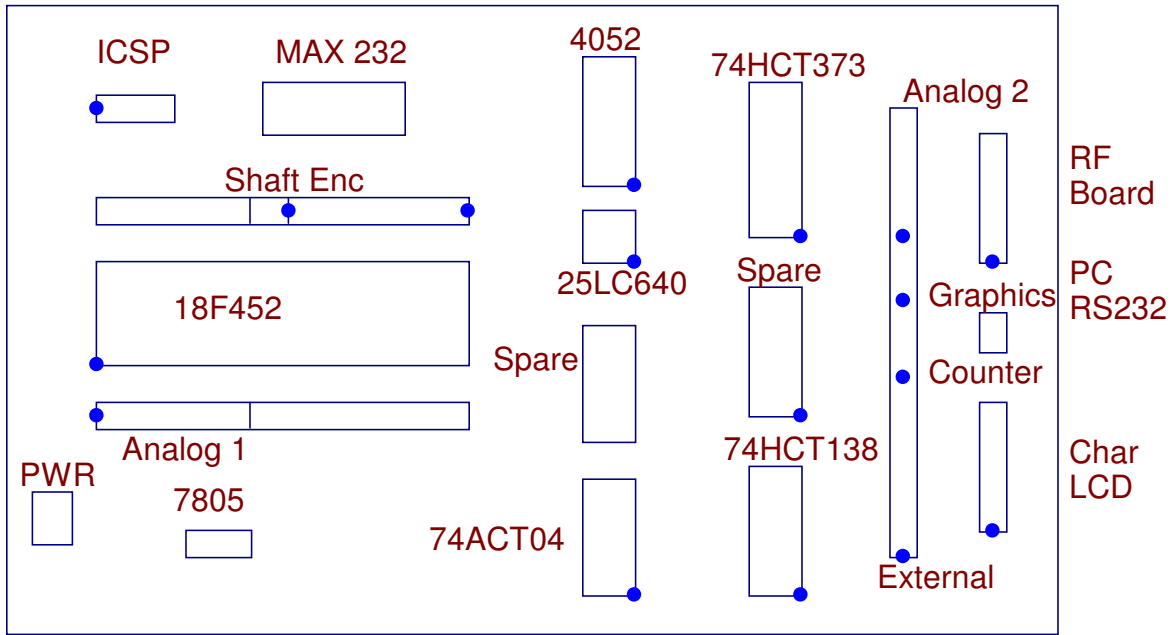 ICSP
MAX 232
4052
74HCT373
Analog 2
RF
Board
Shaft Enc
25LC640
Spare
PC
RS232
Graphics
18F452
Spare
Counter
Analog 1
74HCT138
Char
LCD
PWR
7805
74ACT04
External